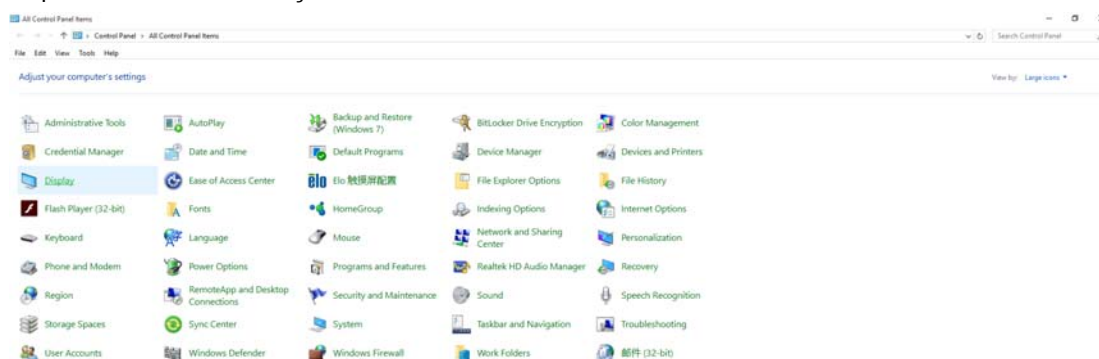 All Control Panel Items
Control Panel > All Control Panel Items
Search Control Panel
File Edit View Tools Help
Adjust your computer's settings
View by: Large icons
Administrative Tools
AutoPlay
Backup and Restore
(Windows 7)
BitLocker Drive Encryption
Color Management
Credential Manager
Date and Time
Default Programs
Device Manager
Devices and Printers
Display
Ease of Access Center
elo
Elo 触摸屏配置
File Explorer Options
File History
Flash Player (32-bit)
Fonts
HomeGroup
Indexing Options
Internet Options
Keyboard
Language
Mouse
Network and Sharing
Center
Personalization
Phone and Modem
Power Options
Programs and Features
Realtek HD Audio Manager
Recovery
Region
RemoteApp and Desktop
Connections
Security and Maintenance
Sound
Speech Recognition
Storage Spaces
Sync Center
System
Taskbar and Navigation
Troubleshooting
User Accounts
Windows Defender
Windows Firewall
Work Folders
邮件 (32-bit)